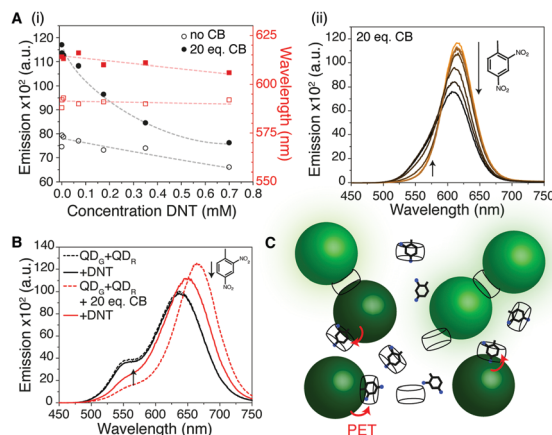 A (i)
no CB
20 eq. CB
Emission x10² (a.u.)
120
110
100
90
80
70
60
625
600
575
550
Wavelength (nm)
0.0 0.1 0.2 0.3 0.4 0.5 0.6 0.7 0.8
Concentration DNT (mM)
(ii)
20 eq. CB
NO₂
NO₂
Emission x10² (a.u.)
140
120
100
80
60
40
20
0
450 500 550 600 650 700 750
Wavelength (nm)
B
QD_G+QD_R
+DNT
QD_G+QD_R
+ 20 eq. CB
+DNT
NO₂
NO₂
Emission x10² (a.u.)
140
120
100
80
60
40
20
0
450 500 550 600 650 700 750
Wavelength (nm)
C
PET